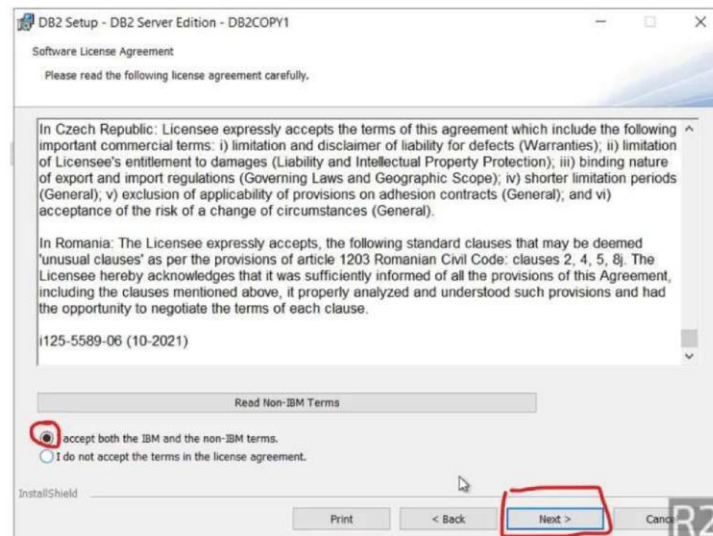 DB2 Setup - DB2 Server Edition - DB2COPY1
Software License Agreement
Please read the following license agreement carefully.
In Czech Republic: Licensee expressly accepts the terms of this agreement which include the following
important commercial terms: i) limitation and disclaimer of liability for defects (Warranties); ii) limitation
of Licensee's entitlement to damages (Liability and Intellectual Property Protection); iii) binding nature
of export and import regulations (Governing Laws and Geographic Scope); iv) shorter limitation periods
(General); v) exclusion of applicability of provisions on adhesion contracts (General); and vi)
acceptance of the risk of a change of circumstances (General).
In Romania: The Licensee expressly accepts, the following standard clauses that may be deemed
'unusual clauses' as per the provisions of article 1203 Romanian Civil Code: clauses 2, 4, 5, 8j. The
Licensee hereby acknowledges that it was sufficiently informed of all the provisions of this Agreement,
including the clauses mentioned above, it properly analyzed and understood such provisions and had
the opportunity to negotiate the terms of each clause.
i125-5589-06 (10-2021)
Read Non-IBM Terms
accept both the IBM and the non-IBM terms.
I do not accept the terms in the license agreement.
InstallShield
Print < Back Next > Canc
R2